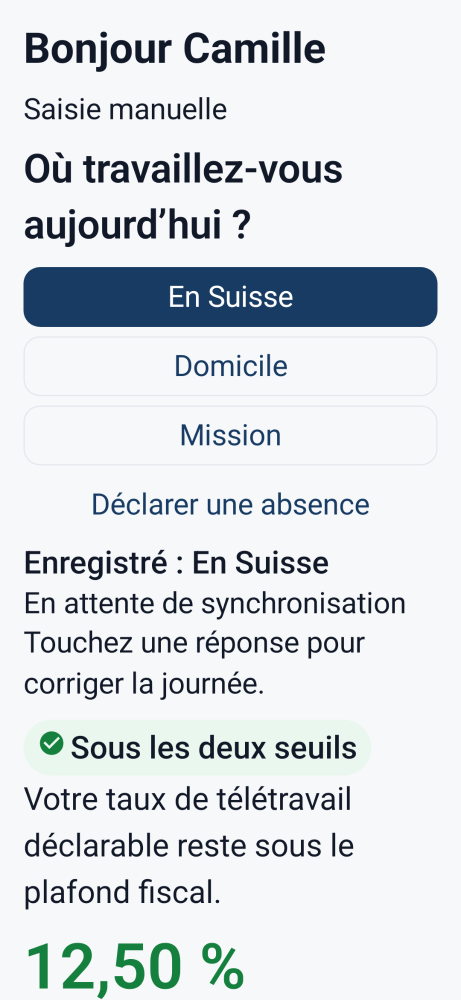 Bonjour Camille
Saisie manuelle
Où travaillez-vous
aujourd’hui ?
En Suisse
Domicile
Mission
Déclarer une absence
Enregistré : En Suisse
En attente de synchronisation
Touchez une réponse pour
corriger la journée.
Sous les deux seuils
Votre taux de télétravail
déclarable reste sous le
plafond fiscal.
12,50 %